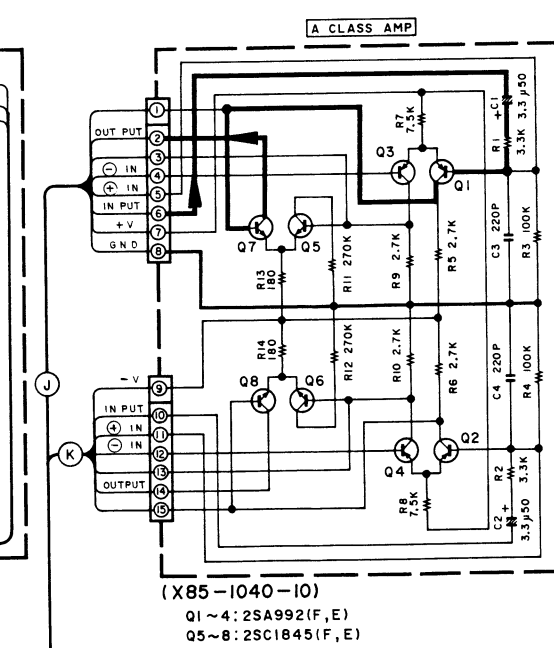 A CLASS AMP
1
OUT PUT 2
3
⊖ IN 4
⊕ IN 5
IN PUT 6
+V 7
GND 8
R7
7.5K
Q3
Q1
+ C1
3.3µ50
R1
3.3K
Q7
Q5
R11 270K
R9 2.7K
R5 2.7K
C3 220P
R3 100K
R13
180
R14
180
R12 270K
R10 2.7K
R6 2.7K
C4 220P
R4 100K
J
K
-V 9
IN PUT 10
⊕ IN 11
⊖ IN 12
13
OUTPUT 14
15
Q8
Q6
Q4
Q2
R8
7.5K
R2
3.3K
C2 +
3.3µ50
(X85-1040-10)
Q1~4:2SA992(F,E)
Q5~8:2SC1845(F,E)